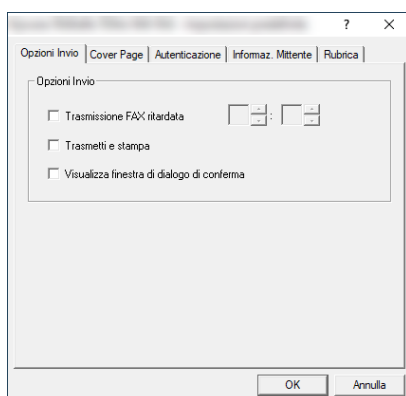 ?
Opzioni Invio Cover Page Autenticazione Informaz. Mittente Rubrica
Opzioni Invio
Trasmissione FAX ritardata :
Trasmetti e stampa
Visualizza finestra di dialogo di conferma
OK Annulla